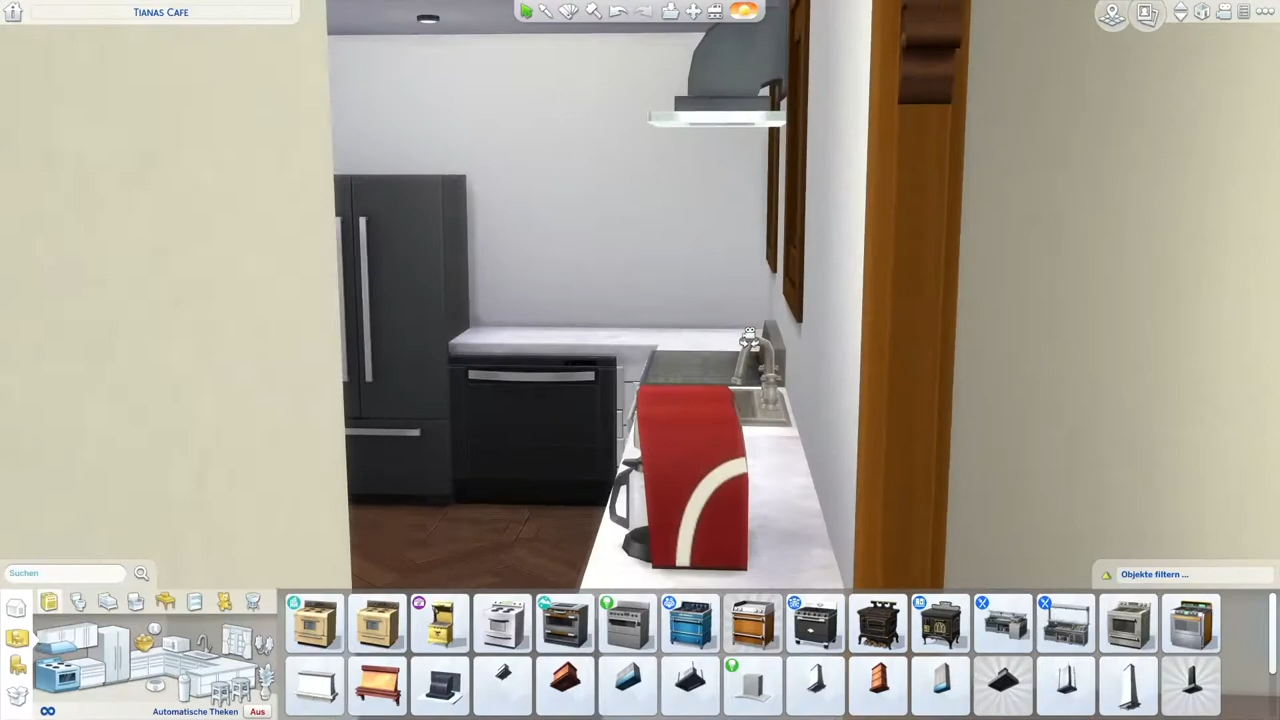 TIANAS CAFE
Suchen
Objekte filtern ...
Automatische Theken Aus